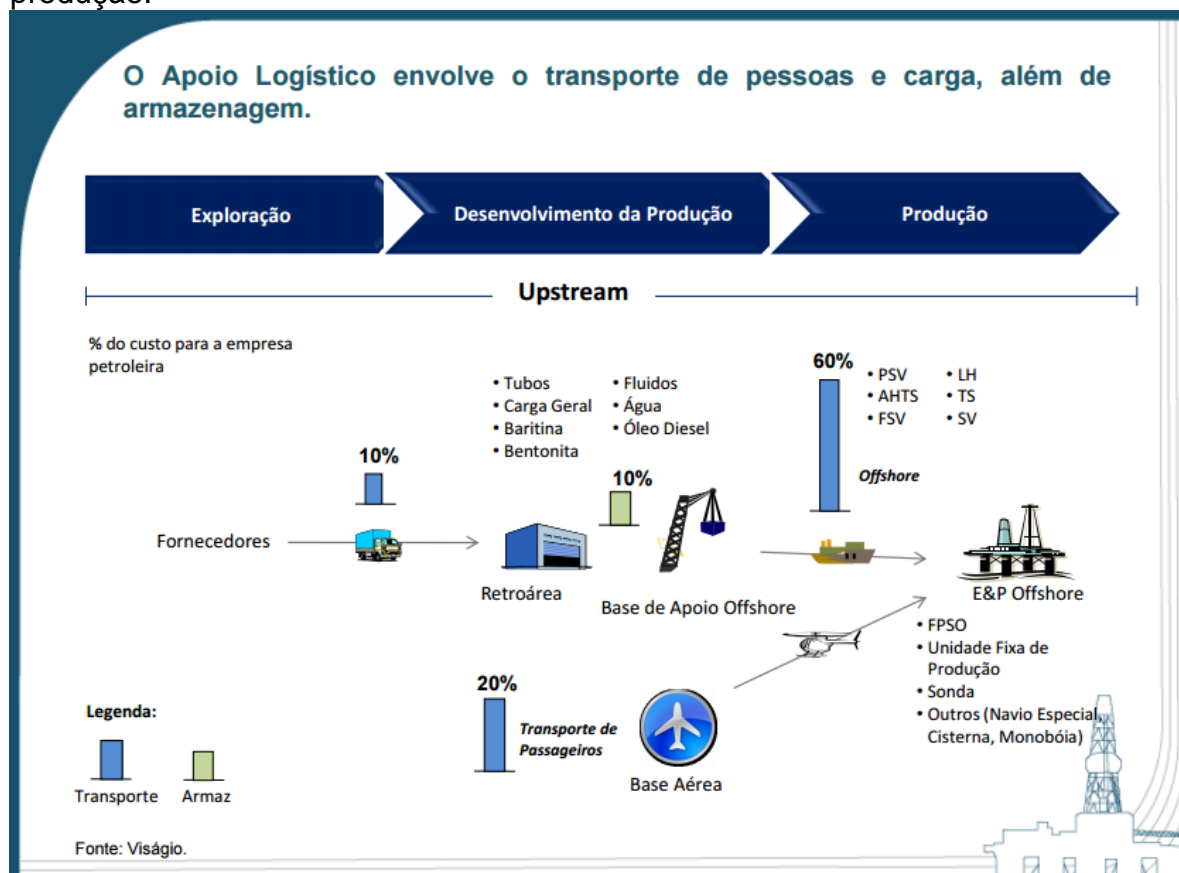 produção.
O Apoio Logístico envolve o transporte de pessoas e carga, além de
armazenagem.
Exploração
Desenvolvimento da Produção
Produção
Upstream
% do custo para a empresa
petroleira
• Tubos
• Carga Geral
• Baritina
• Bentonita
• Fluidos
• Água
• Óleo Diesel
60%
• PSV
• AHTS
• FSV
• LH
• TS
• SV
10%
10%
Offshore
Fornecedores
Retroárea
Base de Apoio Offshore
E&P Offshore
• FPSO
• Unidade Fixa de
Produção
• Sonda
• Outros (Navio Especial,
Cisterna, Monobóia)
20%
Transporte de
Passageiros
Base Aérea
Legenda:
Transporte
Armaz
Fonte: Viságio.